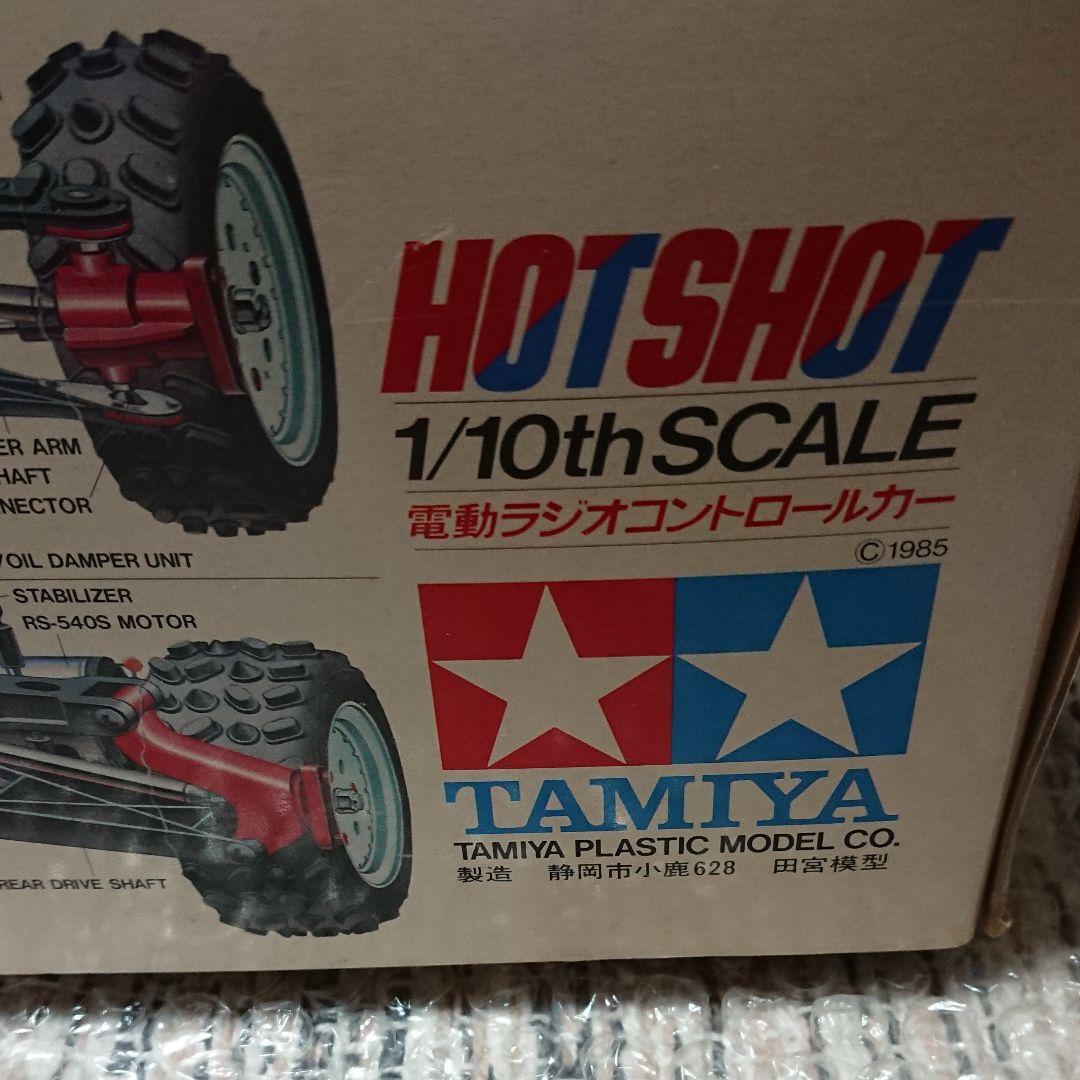 ER ARM
HAFT
NECTOR
/OIL DAMPER UNIT
STABILIZER
RS-540S MOTOR
REAR DRIVE SHAFT
HOTSHOT
1/10th SCALE
電動ラジオコントロールカー
©1985
TAMIYA
TAMIYA PLASTIC MODEL CO.
製造 静岡市小鹿628 田宮模型